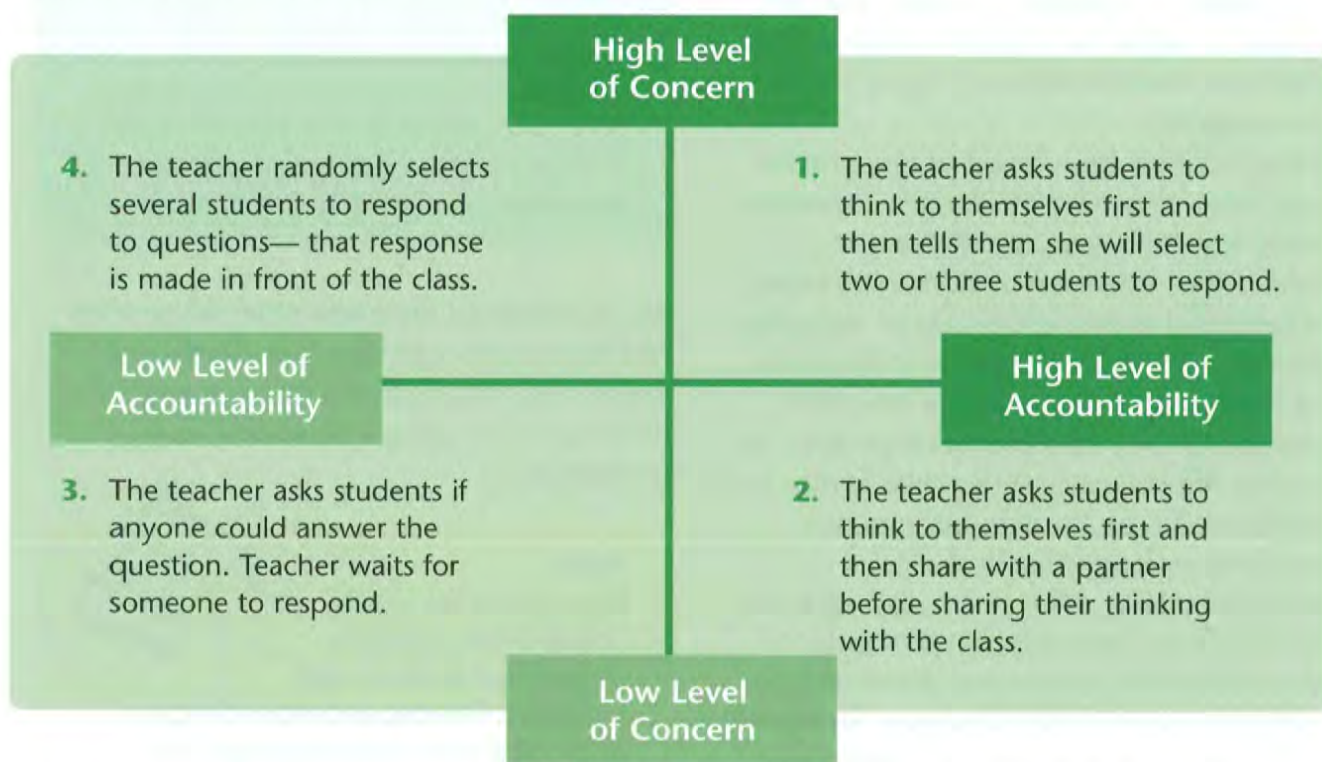 High Level
of Concern
4. The teacher randomly selects
several students to respond
to questions— that response
is made in front of the class.
1. The teacher asks students to
think to themselves first and
then tells them she will select
two or three students to respond.
Low Level of
Accountability
High Level of
Accountability
3. The teacher asks students if
anyone could answer the
question. Teacher waits for
someone to respond.
2. The teacher asks students to
think to themselves first and
then share with a partner
before sharing their thinking
with the class.
Low Level
of Concern